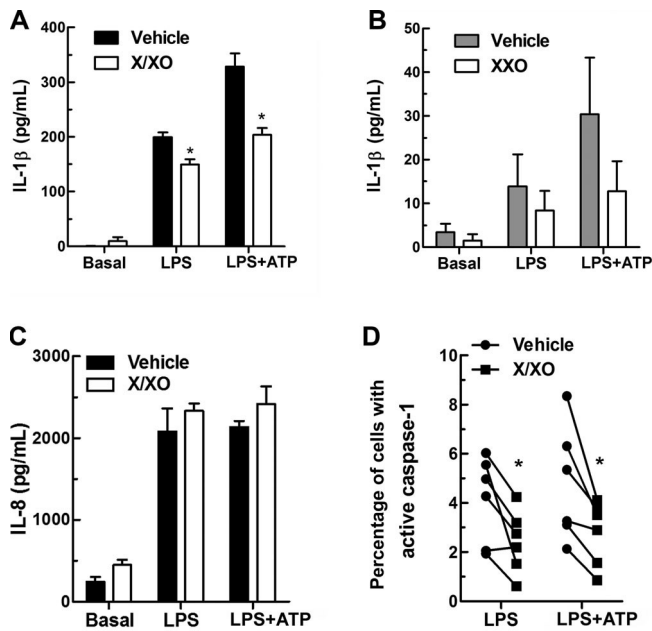 A
Vehicle
X/XO
IL-1β (pg/mL)
400
300
200
100
0
*
*
Basal
LPS
LPS+ATP
B
Vehicle
XXO
IL-1β (pg/mL)
50
40
30
20
10
0
Basal
LPS
LPS+ATP
C
Vehicle
X/XO
IL-8 (pg/mL)
3000
2000
1000
0
Basal
LPS
LPS+ATP
D
Vehicle
X/XO
Percentage of cells with
active caspase-1
10
8
6
4
2
0
*
*
LPS
LPS+ATP